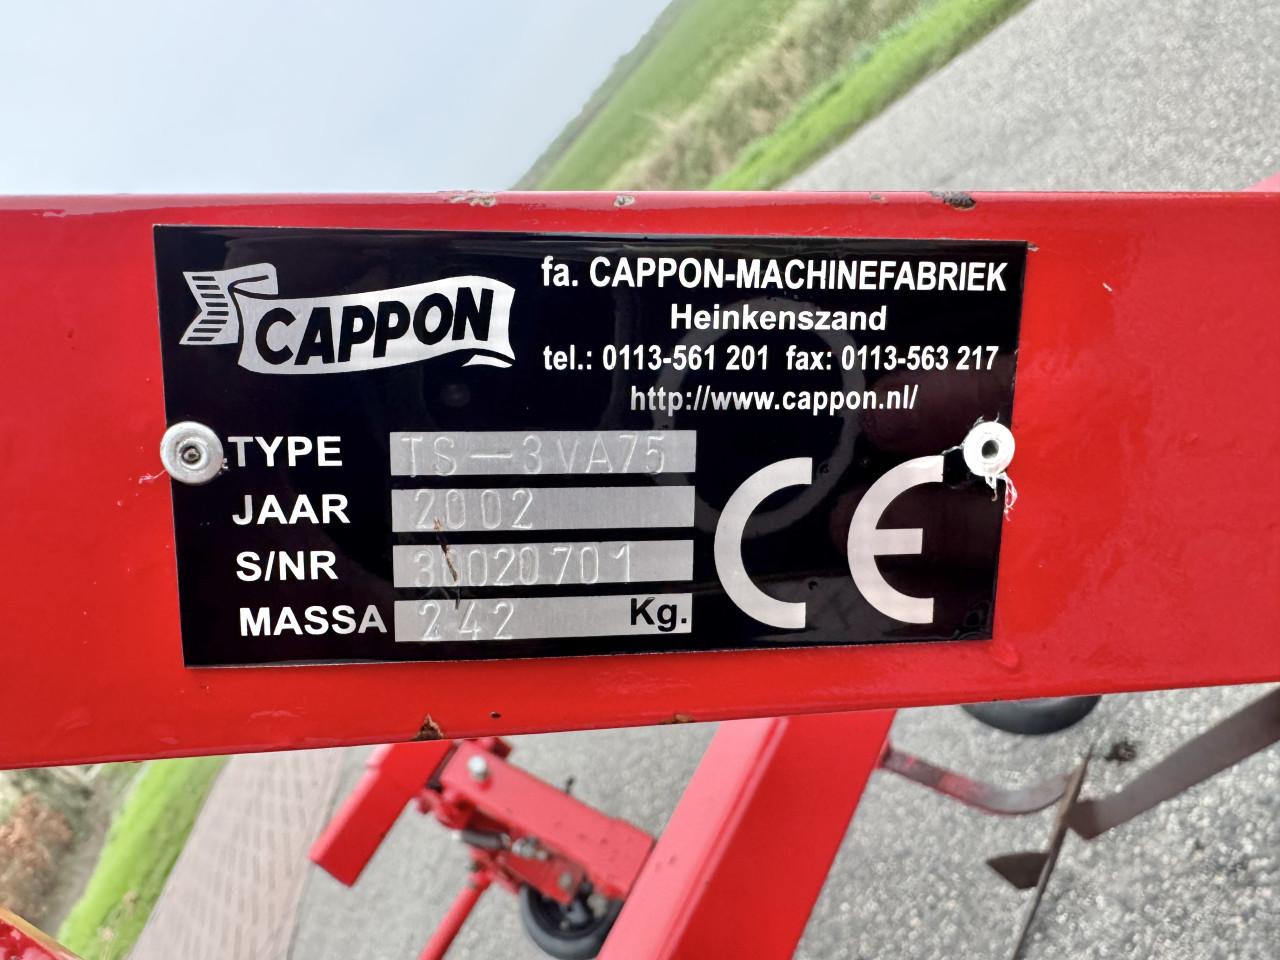 CAPPON
fa. CAPPON-MACHINEFABRIEK
Heinkenszand
tel.: 0113-561 201 fax: 0113-563 217
http://www.cappon.nl/
TYPE TS-3VA75
JAAR 2002
S/NR 30020701
MASSA 242 Kg.
CE